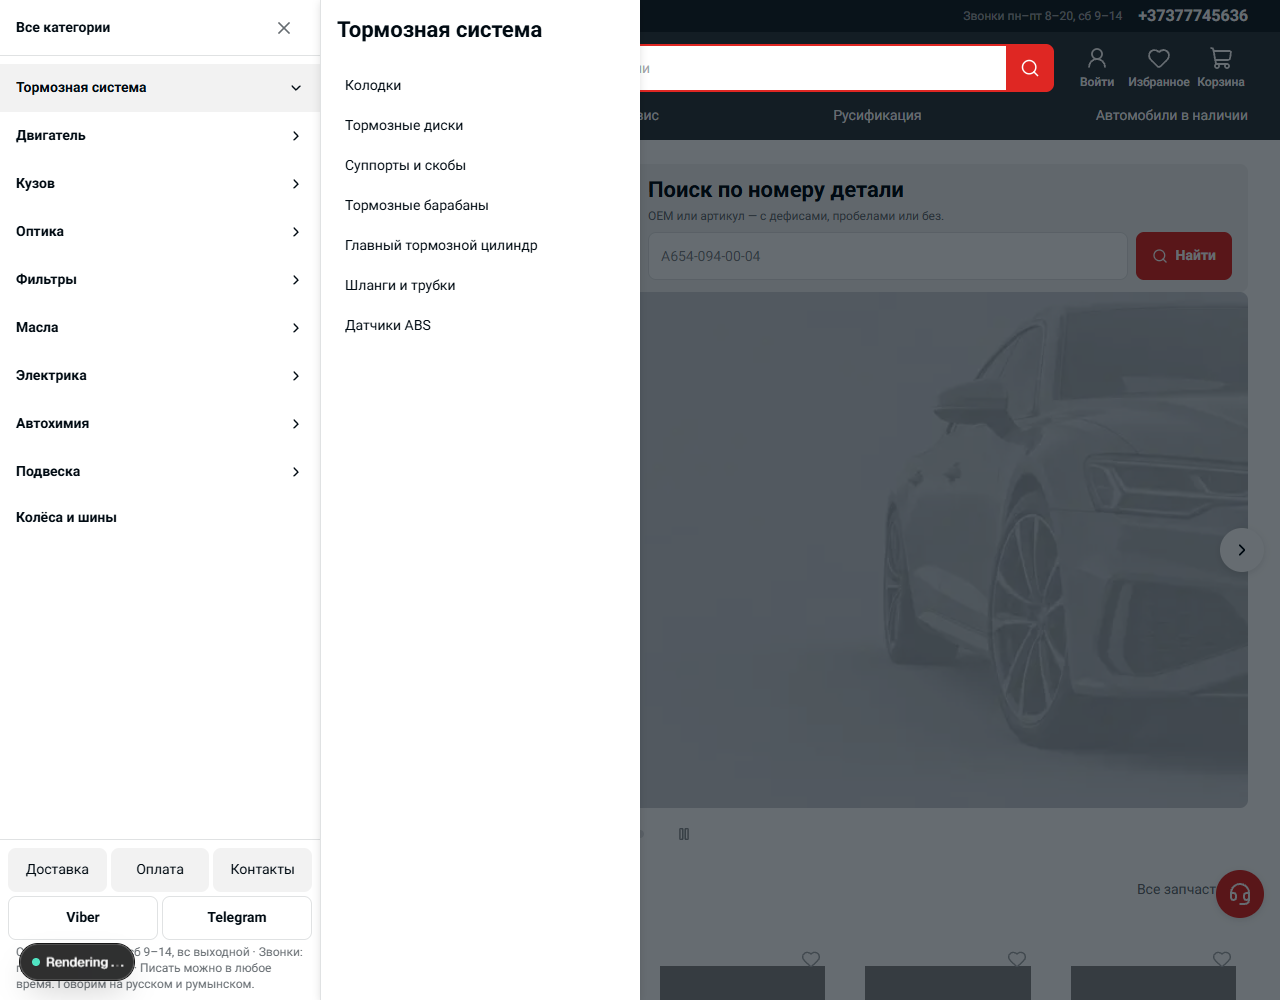 Все категории
Тормозная система
Двигатель
Кузов
Оптика
Фильтры
Масла
Электрика
Автохимия
Подвеска
Колёса и шины
Доставка
Оплата
Контакты
Viber
Telegram
сб 9–14, вс выходной · Звонки:
Писать можно в любое
время. Говорим на русском и румынском.
Rendering ...
Тормозная система
Колодки
Тормозные диски
Суппорты и скобы
Тормозные барабаны
Главный тормозной цилиндр
Шланги и трубки
Датчики ABS
Звонки пн–пт 8–20, сб 9–14
+37377745636
Войти
Избранное
Корзина
Русификация
Автомобили в наличии
Поиск по номеру детали
OEM или артикул — с дефисами, пробелами или без.
A654-094-00-04
Найти
Все запчаст